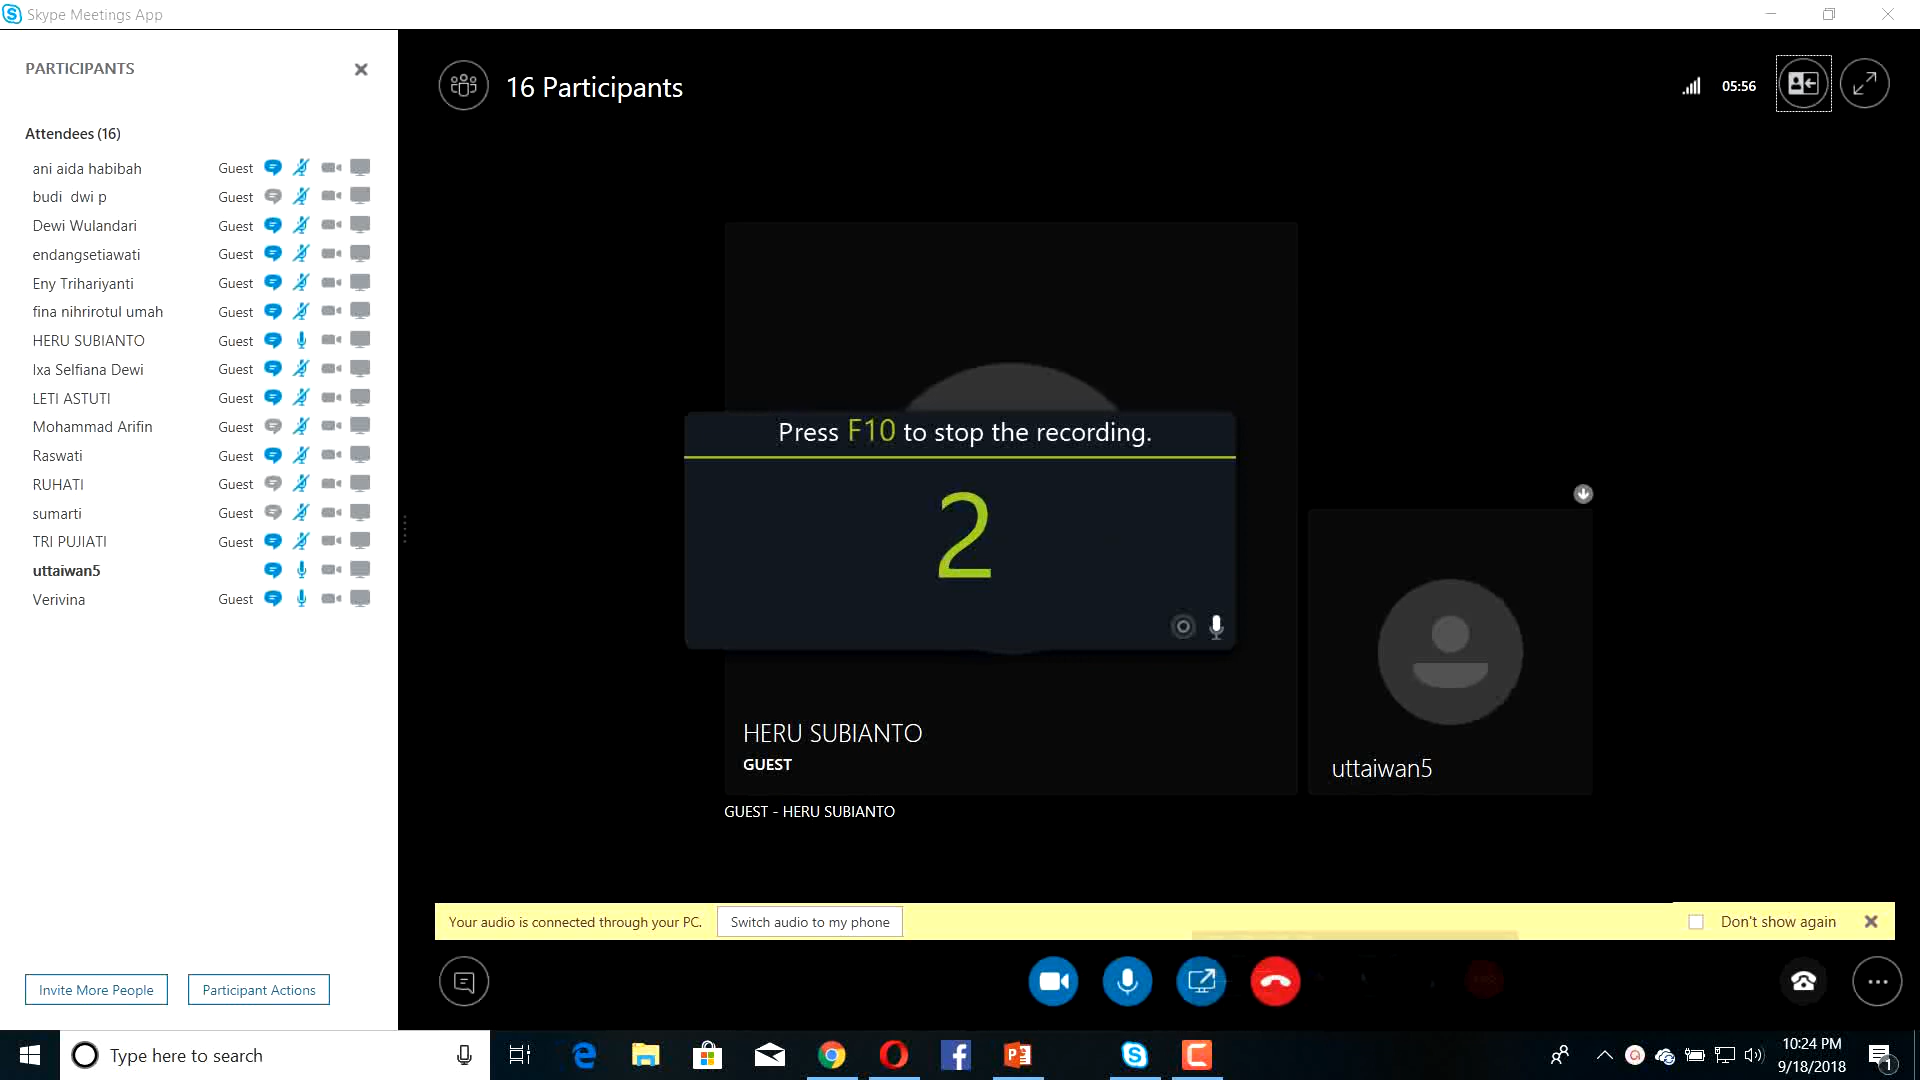 Skype Meetings App
PARTICIPANTS
Attendees (16)
ani aida habibah Guest
budi dwi p Guest
Dewi Wulandari Guest
endangsetiawati Guest
Eny Trihariyanti Guest
fina nihrirotul umah Guest
HERU SUBIANTO Guest
Ixa Selfiana Dewi Guest
LETI ASTUTI Guest
Mohammad Arifin Guest
Raswati Guest
RUHATI Guest
sumarti Guest
TRI PUJIATI Guest
uttaiwan5
Verivina Guest
Invite More People Participant Actions
16 Participants
05:56
Press F10 to stop the recording.
2
HERU SUBIANTO
GUEST
GUEST - HERU SUBIANTO
uttaiwan5
Your audio is connected through your PC. Switch audio to my phone Don't show again
Type here to search
10:24 PM
9/18/2018
1